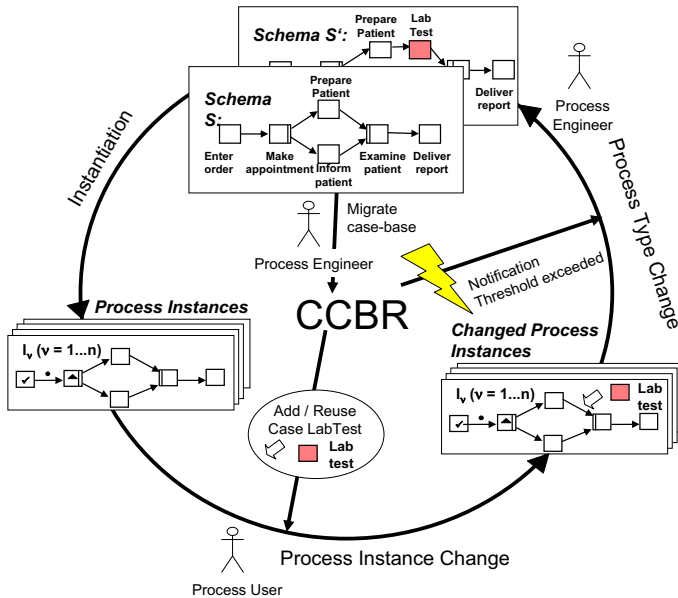 Schema S‘:
Prepare
Patient
Lab
Test
Deliver
report
Schema
S:
Prepare
Patient
Enter
order
Make
appointment
Inform
patient
Examine
patient
Deliver
report
Process
Engineer
Instantiation
Process Type Change
Migrate
case-base
Process Engineer
Notification
Threshold exceeded
CCBR
Process Instances
Iν (ν = 1...n)
Changed Process
Instances
Iν (ν = 1...n)
Lab
test
Add / Reuse
Case LabTest
Lab
test
Process Instance Change
Process User